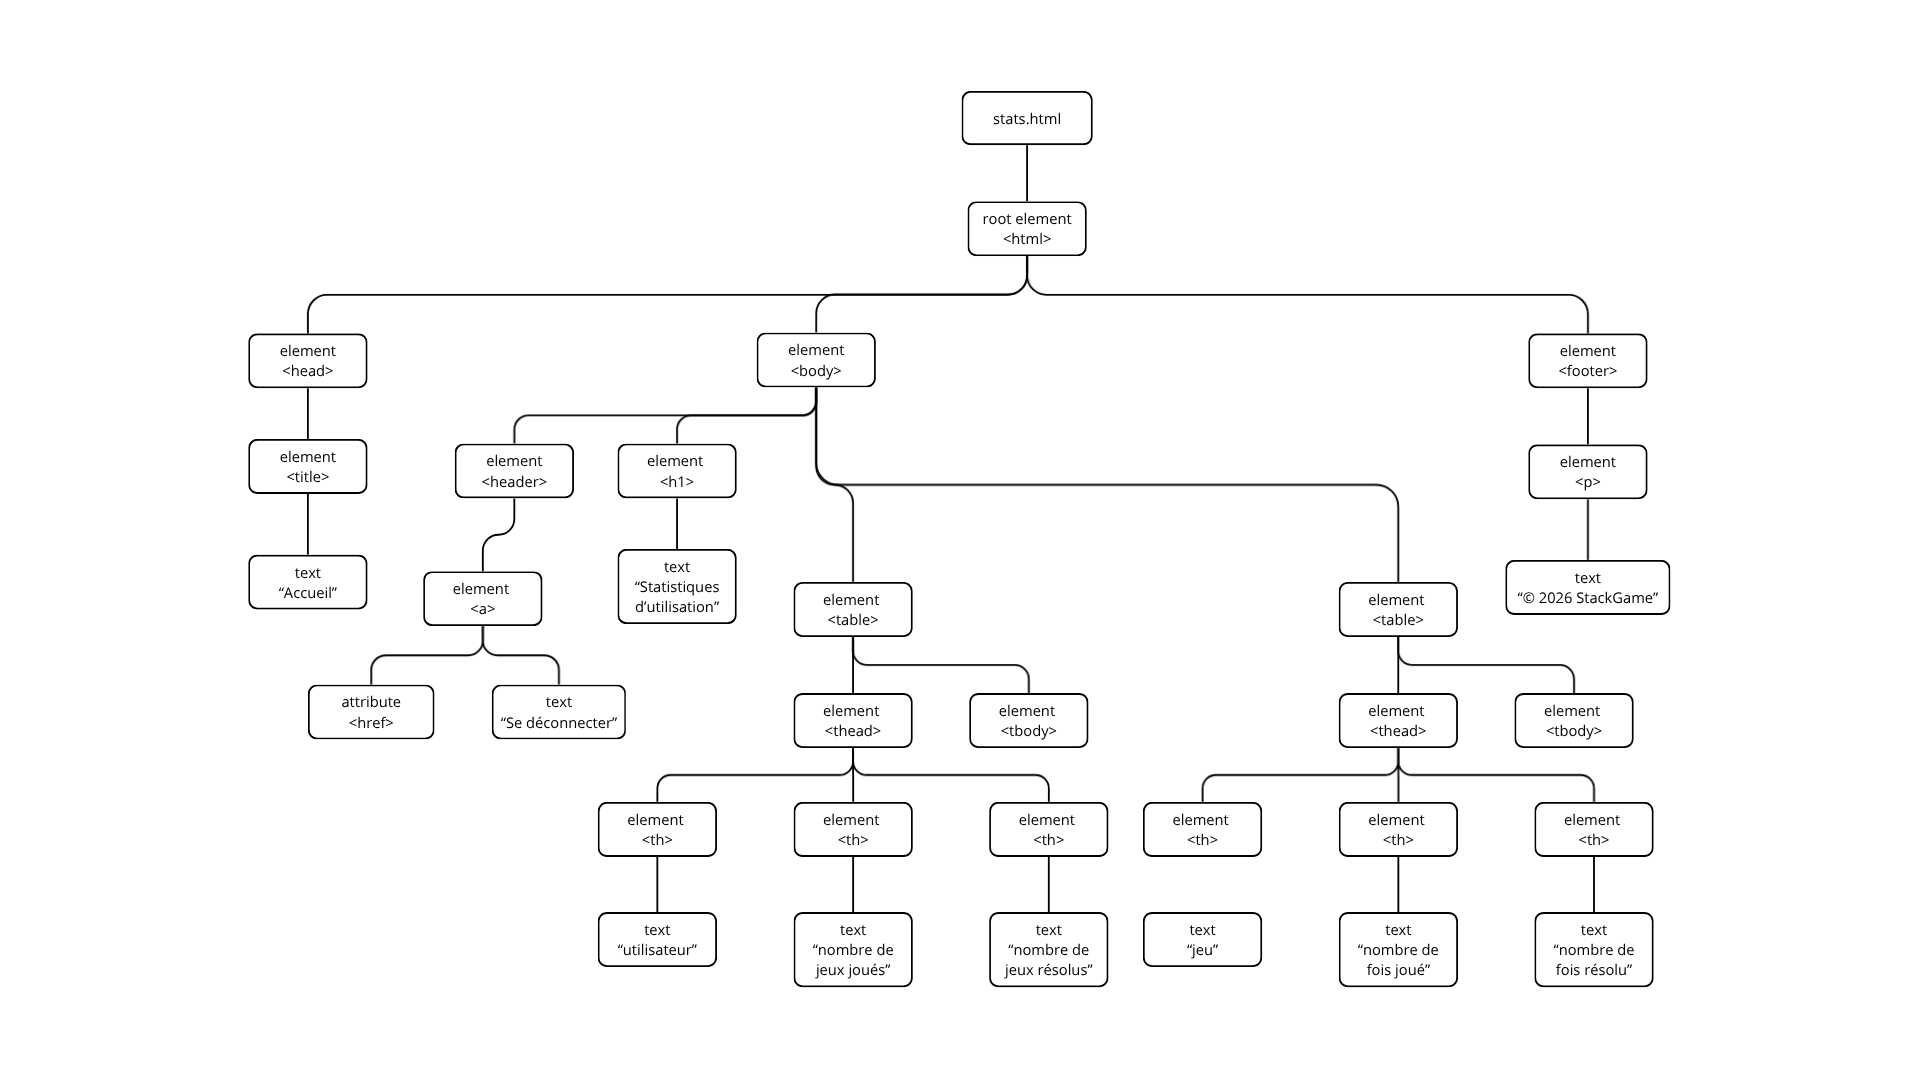 stats.html
root element
<html>
element
<head>
element
<body>
element
<footer>
element
<title>
element
<header>
element
<h1>
element
<p>
text
“Accueil”
element
<a>
text
“Statistiques
d’utilisation”
element
<table>
element
<table>
text
“© 2026 StackGame”
attribute
<href>
text
“Se déconnecter”
element
<thead>
element
<tbody>
element
<thead>
element
<tbody>
element
<th>
element
<th>
element
<th>
element
<th>
element
<th>
element
<th>
text
“utilisateur”
text
“nombre de
jeux joués”
text
“nombre de
jeux résolus”
text
“jeu”
text
“nombre de
fois joué”
text
“nombre de
fois résolu”